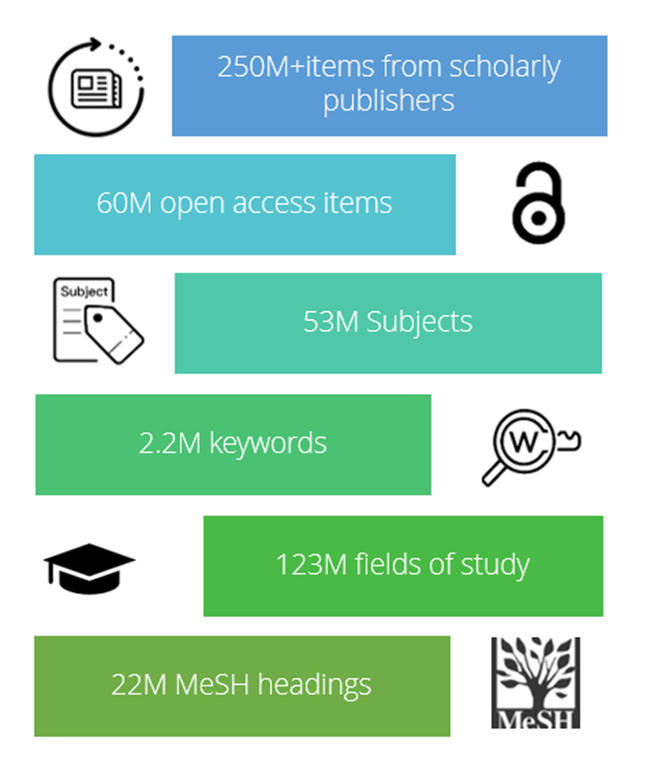 250M+items from scholarly
publishers
60M open access items
Subject
53M Subjects
2.2M keywords
W
123M fields of study
22M MeSH headings
MeSH